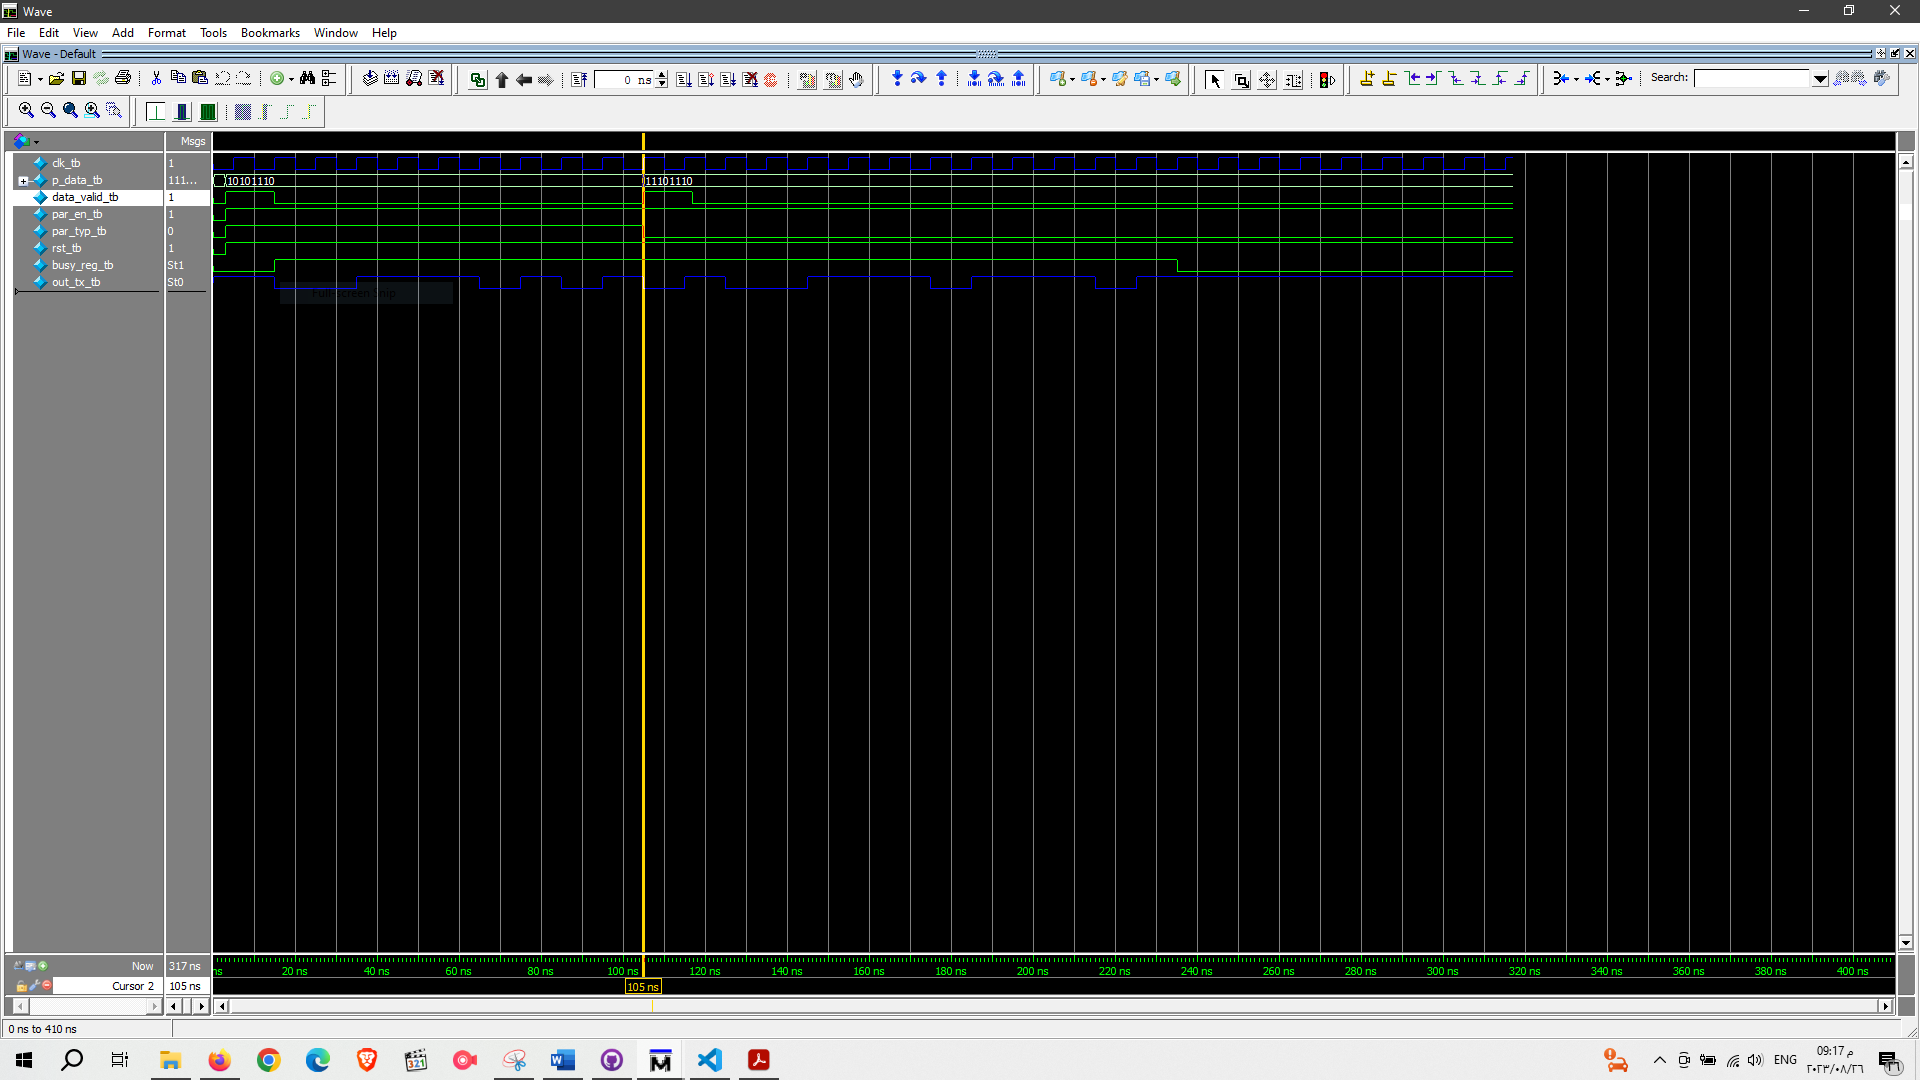 Wave
File Edit View Add Format Tools Bookmarks Window Help
Wave - Default
0 ns
Search:
Msgs
clk_tb 1
p_data_tb 111... 10101110 11101110
data_valid_tb 1
par_en_tb 1
par_typ_tb 0
rst_tb 1
busy_reg_tb St1
out_tx_tb St0
Full-screen Snip
Now 317 ns ns 20 ns 40 ns 60 ns 80 ns 100 ns 120 ns 140 ns 160 ns 180 ns 200 ns 220 ns 240 ns 260 ns 280 ns 300 ns 320 ns 340 ns 360 ns 380 ns 400 ns
Cursor 2 105 ns 105 ns
0 ns to 410 ns
321
ENG
09:17 م
٢٠٢٣/٠٨/٢٦